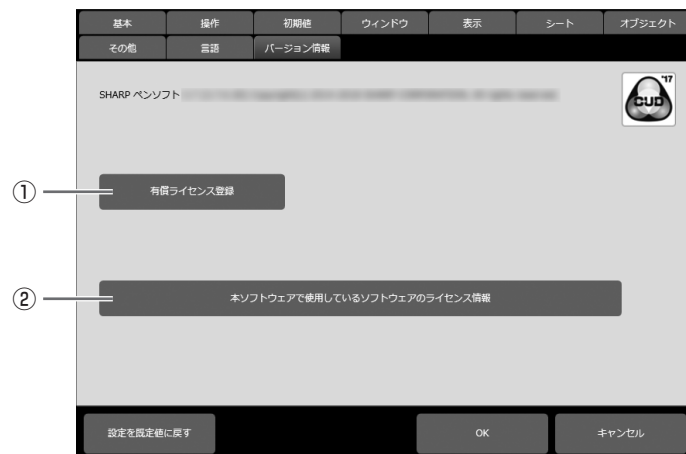 基本 操作 初期値 ウィンドウ 表示 シート オブジェクト
その他 言語 バージョン情報
SHARP ペンソフト
'17
CUD
① 有償ライセンス登録
② 本ソフトウェアで使用しているソフトウェアのライセンス情報
設定を既定値に戻す OK キャンセル